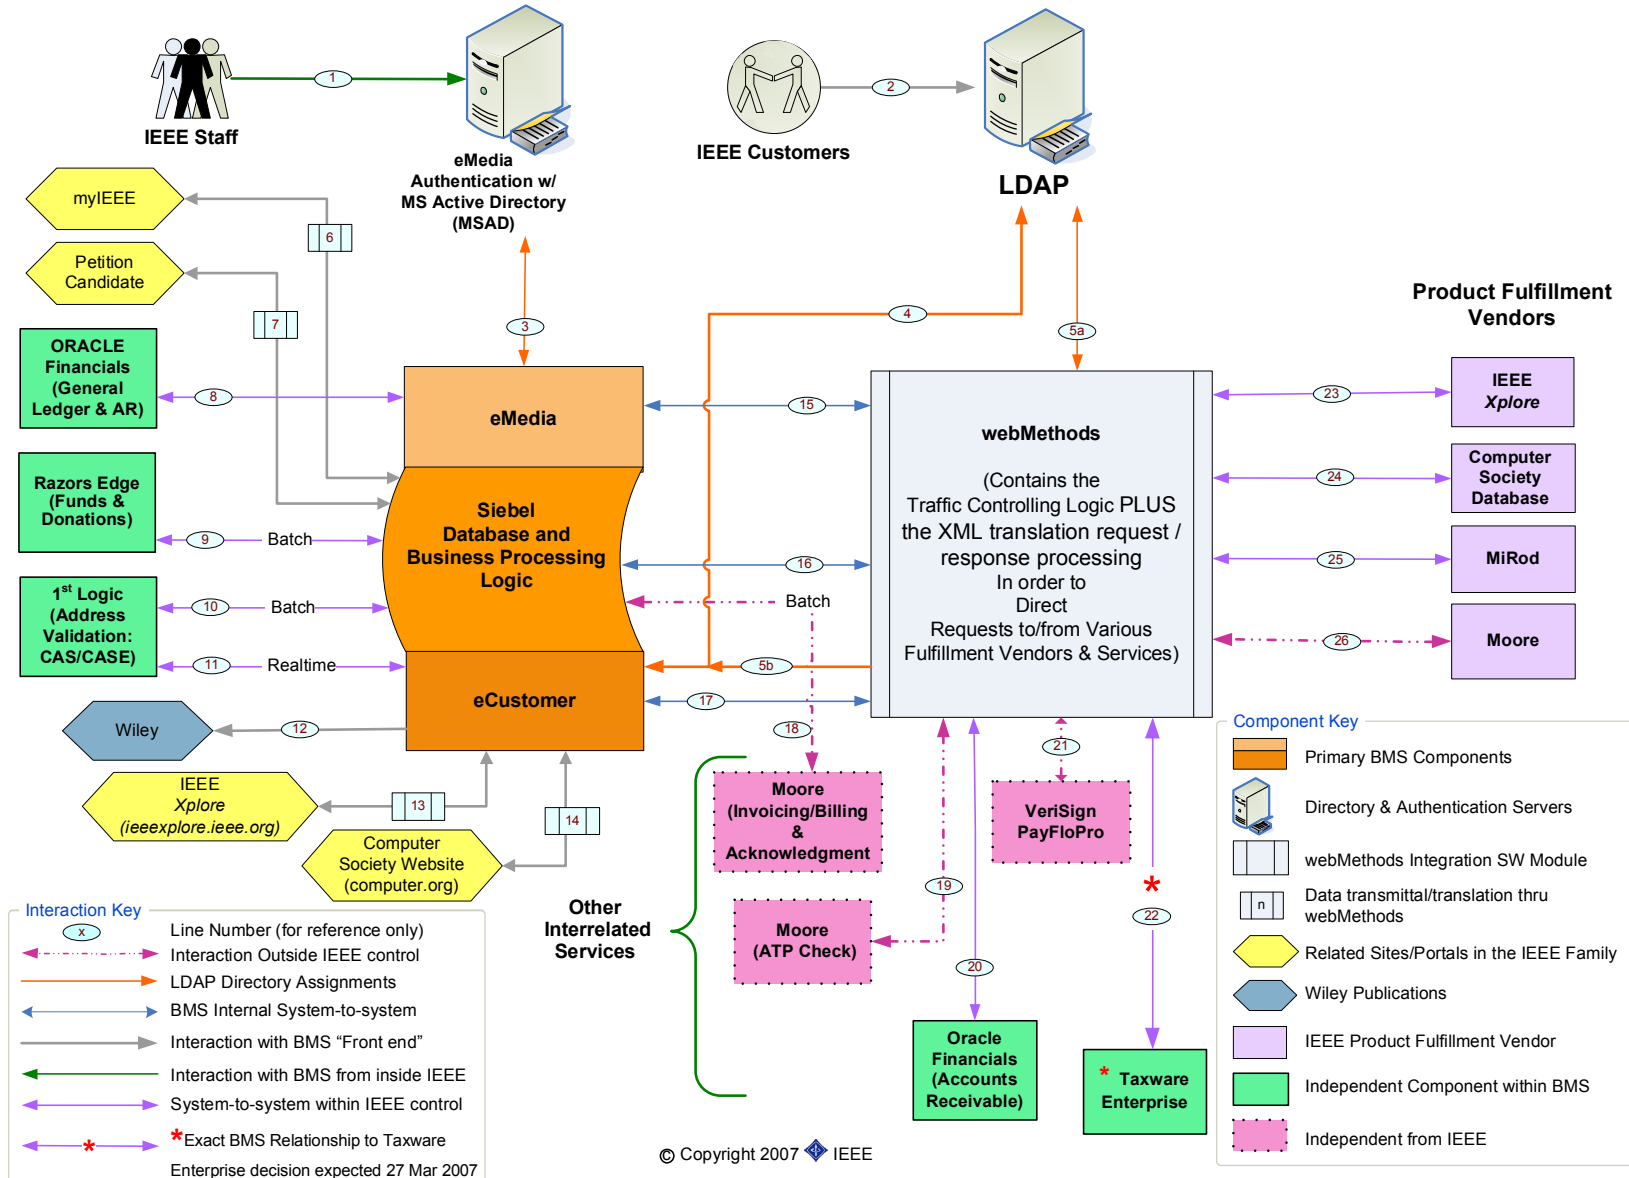 1
2
IEEE Staff
IEEE Customers
eMedia
Authentication w/
MS Active Directory
(MSAD)
LDAP
myIEEE
6
Petition
Candidate
7
3
4
5a
Product Fulfillment
Vendors
ORACLE
Financials
(General
Ledger & AR)
8
eMedia
15
webMethods
(Contains the
Traffic Controlling Logic PLUS
the XML translation request /
response processing
In order to
Direct
Requests to/from Various
Fulfillment Vendors & Services)
23
IEEE
Xplore
24
Computer
Society
Database
25
MiRod
26
Moore
Razors Edge
(Funds &
Donations)
9
Batch
Siebel
Database and
Business Processing
Logic
16
Batch
1st Logic
(Address
Validation:
CAS/CASE)
10
Batch
11
Realtime
5b
eCustomer
17
18
Wiley
12
IEEE
Xplore
(ieeexplore.ieee.org)
13
14
Computer
Society Website
(computer.org)
Other
Interrelated
Services
Moore
(Invoicing/Billing
&
Acknowledgment
Moore
(ATP Check)
19
20
21
VeriSign
PayFloPro
*
22
Oracle
Financials
(Accounts
Receivable)
* Taxware
Enterprise
Interaction Key
x
Line Number (for reference only)
Interaction Outside IEEE control
LDAP Directory Assignments
BMS Internal System-to-system
Interaction with BMS “Front end”
Interaction with BMS from inside IEEE
System-to-system within IEEE control
*
*Exact BMS Relationship to Taxware
Enterprise decision expected 27 Mar 2007
© Copyright 2007 IEEE
Component Key
Primary BMS Components
Directory & Authentication Servers
webMethods Integration SW Module
n
Data transmittal/translation thru
webMethods
Related Sites/Portals in the IEEE Family
Wiley Publications
IEEE Product Fulfillment Vendor
Independent Component within BMS
Independent from IEEE